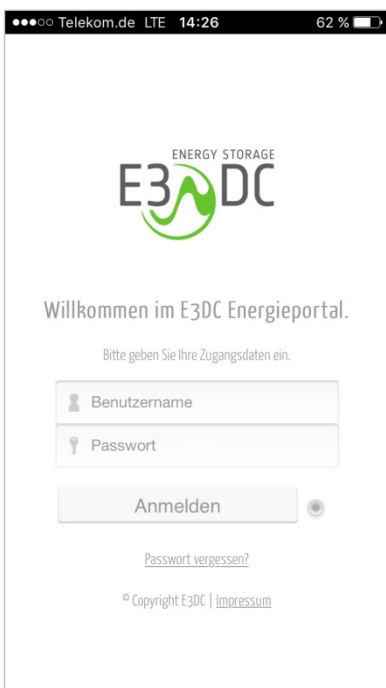 Telekom.de LTE 14:26 62 %
ENERGY STORAGE
E3DC
Willkommen im E3DC Energieportal.
Bitte geben Sie Ihre Zugangsdaten ein.
Benutzername
Passwort
Anmelden
Passwort vergessen?
© Copyright E3DC | Impressum